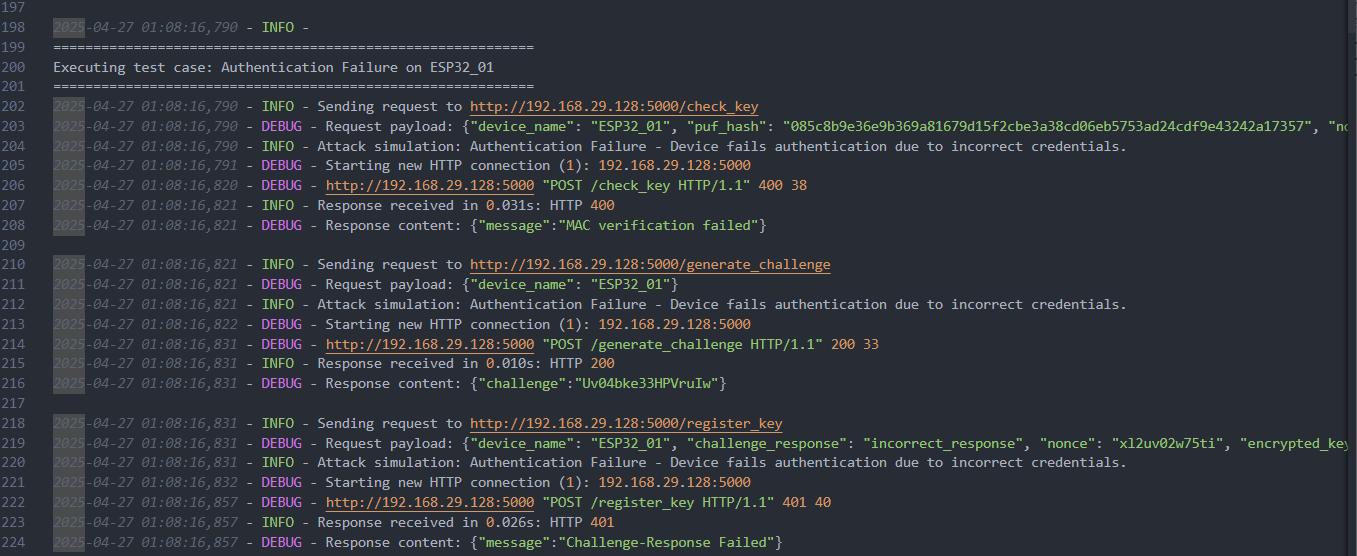 197
198 2025-04-27 01:08:16,790 - INFO -
199 ============================================================
200 Executing test case: Authentication Failure on ESP32_01
201 ============================================================
202 2025-04-27 01:08:16,790 - INFO - Sending request to http://192.168.29.128:5000/check_key
203 2025-04-27 01:08:16,790 - DEBUG - Request payload: {"device_name": "ESP32_01", "puf_hash": "085c8b9e36e9b369a81679d15f2cbe3a38cd06eb5753ad24cdf9e43242a17357", "no
204 2025-04-27 01:08:16,790 - INFO - Attack simulation: Authentication Failure - Device fails authentication due to incorrect credentials.
205 2025-04-27 01:08:16,791 - DEBUG - Starting new HTTP connection (1): 192.168.29.128:5000
206 2025-04-27 01:08:16,820 - DEBUG - http://192.168.29.128:5000 "POST /check_key HTTP/1.1" 400 38
207 2025-04-27 01:08:16,821 - INFO - Response received in 0.031s: HTTP 400
208 2025-04-27 01:08:16,821 - DEBUG - Response content: {"message":"MAC verification failed"}
209
210 2025-04-27 01:08:16,821 - INFO - Sending request to http://192.168.29.128:5000/generate_challenge
211 2025-04-27 01:08:16,821 - DEBUG - Request payload: {"device_name": "ESP32_01"}
212 2025-04-27 01:08:16,821 - INFO - Attack simulation: Authentication Failure - Device fails authentication due to incorrect credentials.
213 2025-04-27 01:08:16,822 - DEBUG - Starting new HTTP connection (1): 192.168.29.128:5000
214 2025-04-27 01:08:16,831 - DEBUG - http://192.168.29.128:5000 "POST /generate_challenge HTTP/1.1" 200 33
215 2025-04-27 01:08:16,831 - INFO - Response received in 0.010s: HTTP 200
216 2025-04-27 01:08:16,831 - DEBUG - Response content: {"challenge":"Uv04bke33HPVruIw"}
217
218 2025-04-27 01:08:16,831 - INFO - Sending request to http://192.168.29.128:5000/register_key
219 2025-04-27 01:08:16,831 - DEBUG - Request payload: {"device_name": "ESP32_01", "challenge_response": "incorrect_response", "nonce": "xl2uv02w75ti", "encrypted_key
220 2025-04-27 01:08:16,831 - INFO - Attack simulation: Authentication Failure - Device fails authentication due to incorrect credentials.
221 2025-04-27 01:08:16,832 - DEBUG - Starting new HTTP connection (1): 192.168.29.128:5000
222 2025-04-27 01:08:16,857 - DEBUG - http://192.168.29.128:5000 "POST /register_key HTTP/1.1" 401 40
223 2025-04-27 01:08:16,857 - INFO - Response received in 0.026s: HTTP 401
224 2025-04-27 01:08:16,857 - DEBUG - Response content: {"message":"Challenge-Response Failed"}